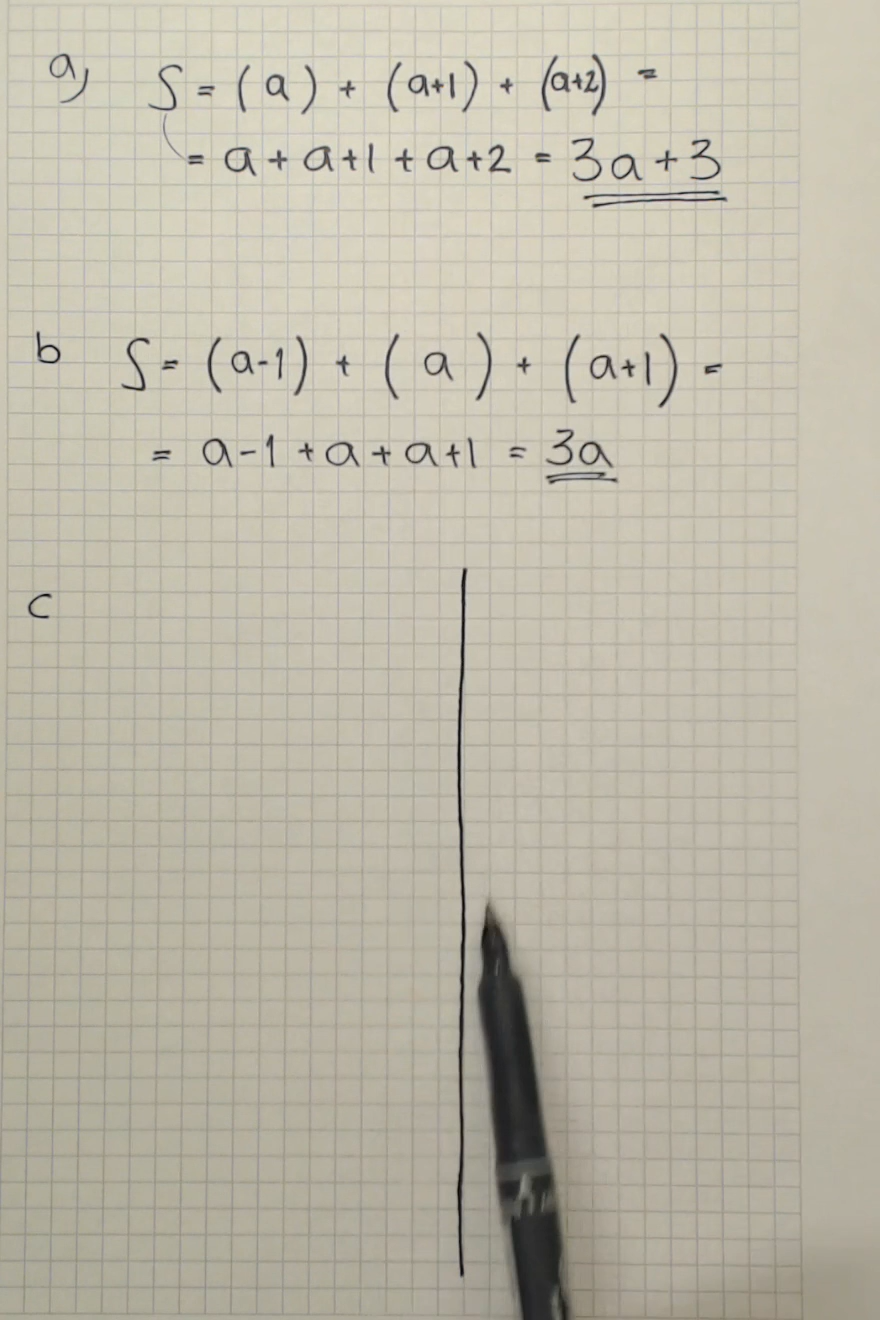 a) S = (a) + (a+1) + (a+2) =
= a + a+1 + a+2 = 3a+3
b S = (a-1) + (a) + (a+1) =
= a-1 + a + a+1 = 3a
c